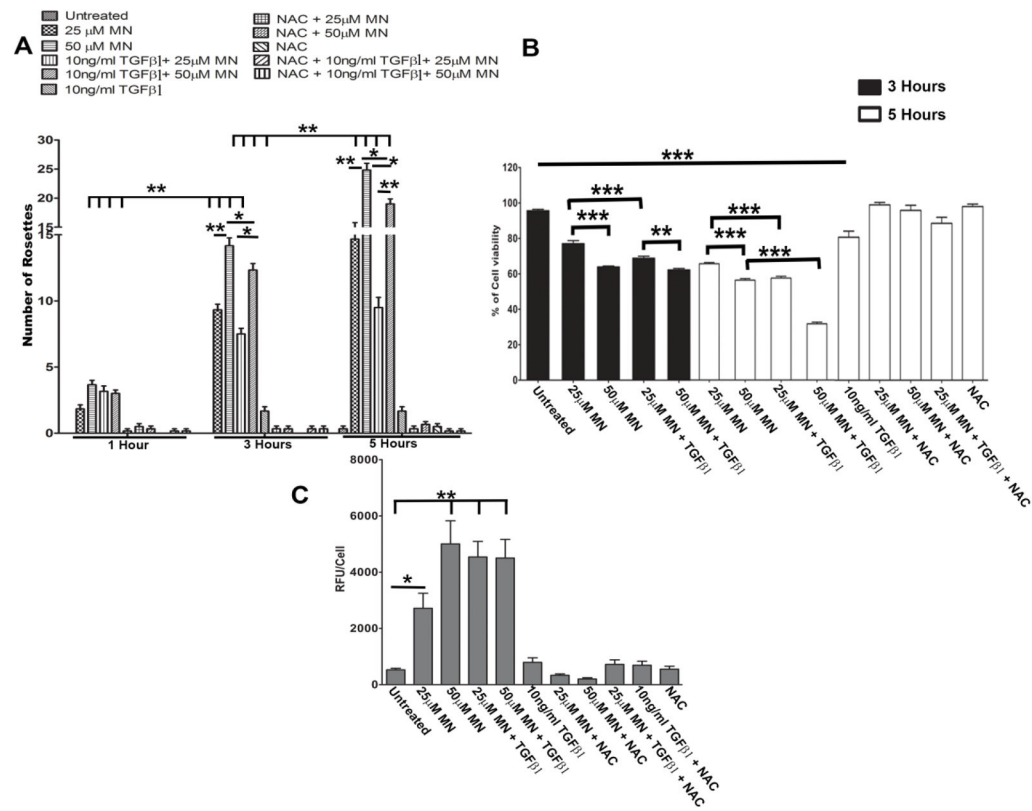 A
Untreated
25 μM MN
50 μM MN
10ng/ml TGFβ1+ 25μM MN
10ng/ml TGFβ1+ 50μM MN
10ng/ml TGFβ1
NAC + 25μM MN
NAC + 50μM MN
NAC
NAC + 10ng/ml TGFβ1+ 25μM MN
NAC + 10ng/ml TGFβ1+ 50μM MN
Number of Rosettes
30
25
20
15
15
10
5
0
**
**
**
*
*
**
*
*
**
1 Hour
3 Hours
5 Hours
B
3 Hours
5 Hours
% of Cell viability
120
100
80
60
40
20
0
***
***
***
**
***
***
***
Untreated
25μM MN
50μM MN
25μM MN + TGFβ1
50μM MN + TGFβ1
25μM MN
50μM MN
25μM MN + TGFβ1
50μM MN + TGFβ1
10ng/ml TGFβ1
25μM MN + NAC
50μM MN + NAC
25μM MN + TGFβ1 + NAC
NAC
C
RFU/Cell
8000
6000
4000
2000
0
**
*
Untreated
25μM MN
50μM MN
25μM MN + TGFβ1
50μM MN + TGFβ1
10ng/ml TGFβ1
25μM MN + NAC
50μM MN + NAC
25μM MN + TGFβ1 + NAC
10ng/ml TGFβ1 + NAC
NAC